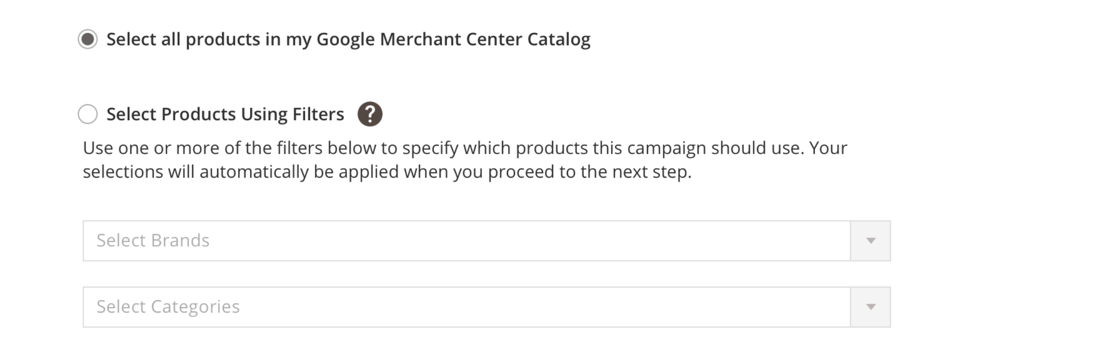 Select all products in my Google Merchant Center Catalog
Select Products Using Filters ?
Use one or more of the filters below to specify which products this campaign should use. Your
selections will automatically be applied when you proceed to the next step.
Select Brands
Select Categories